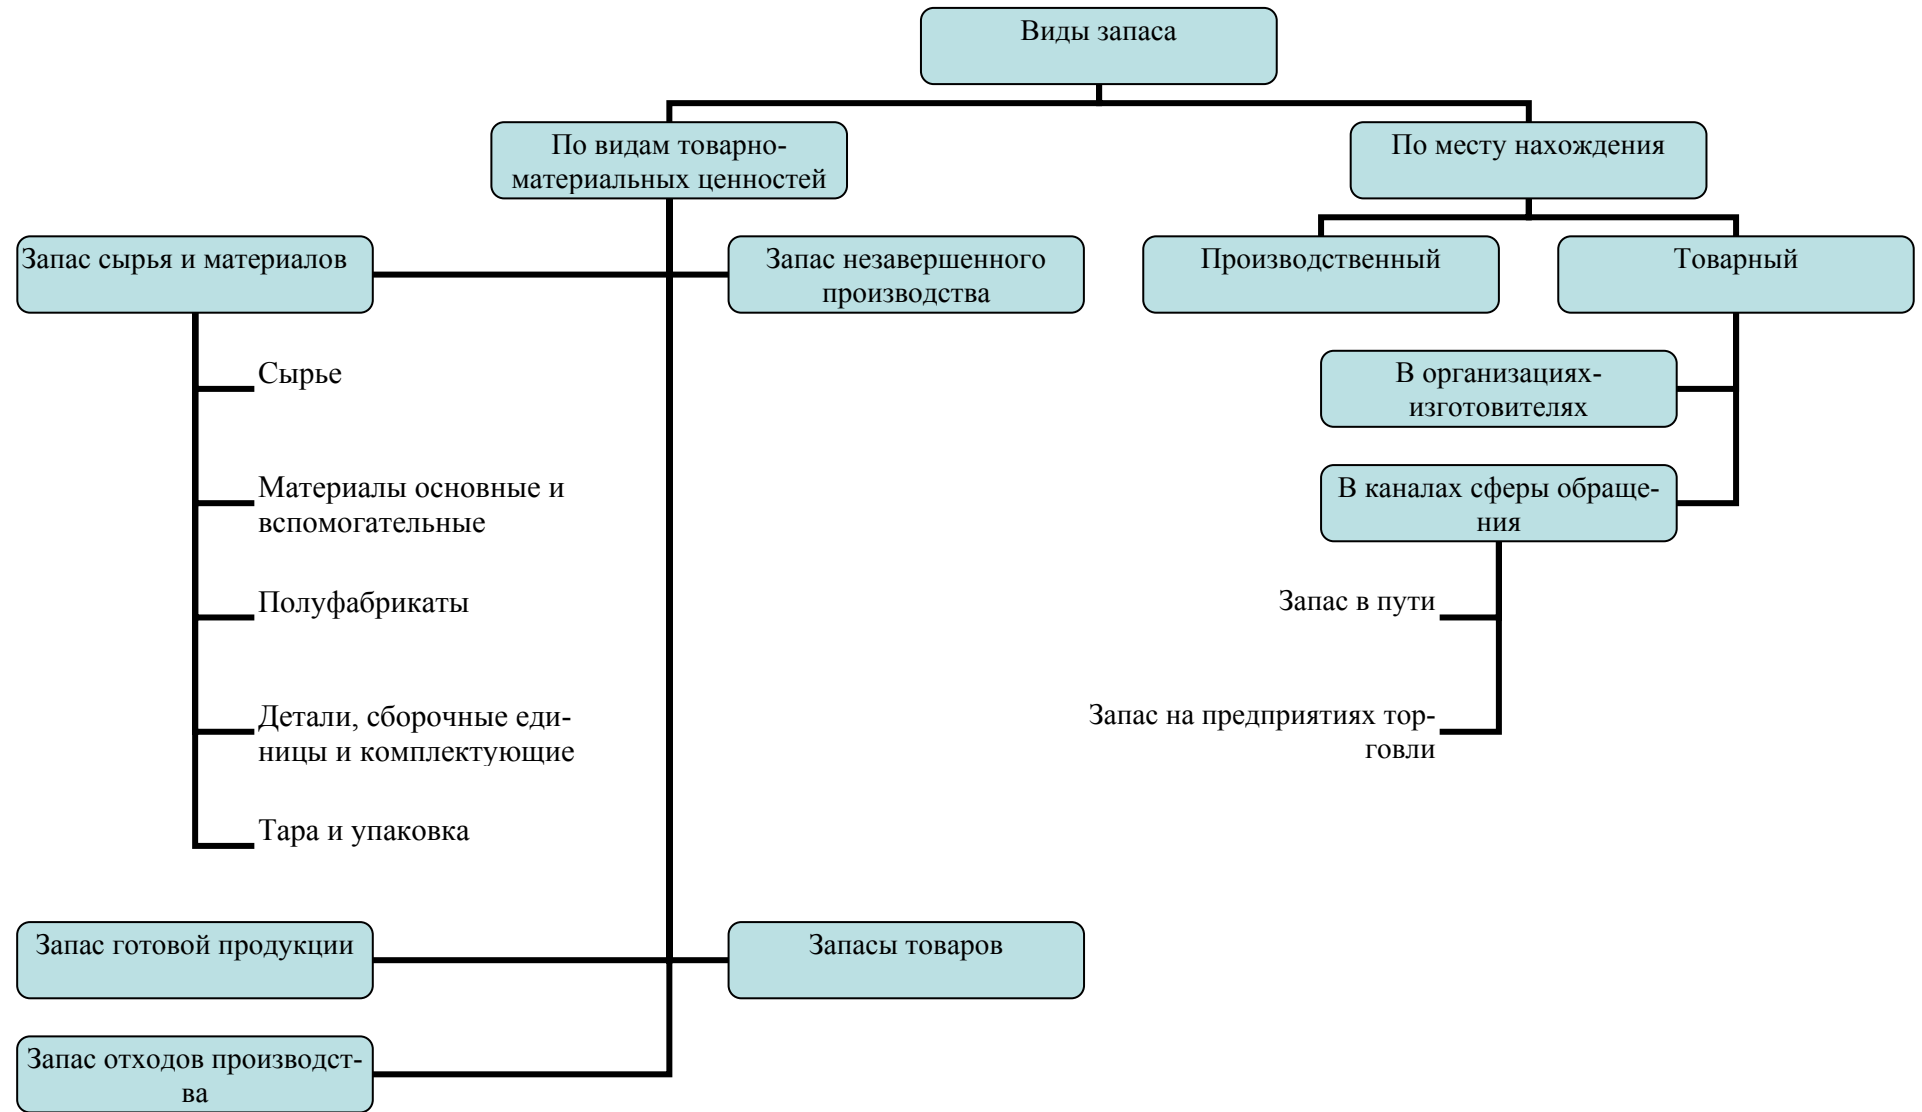 Виды запаса
По видам товарно-
материальных ценностей
По месту нахождения
Запас сырья и материалов
Запас незавершенного
производства
Производственный
Товарный
Сырье
Материалы основные и
вспомогательные
Полуфабрикаты
Детали, сборочные еди-
ницы и комплектующие
Тара и упаковка
В организациях-
изготовителях
В каналах сферы обраще-
ния
Запас в пути
Запас на предприятиях тор-
говли
Запас готовой продукции
Запасы товаров
Запас отходов производст-
ва